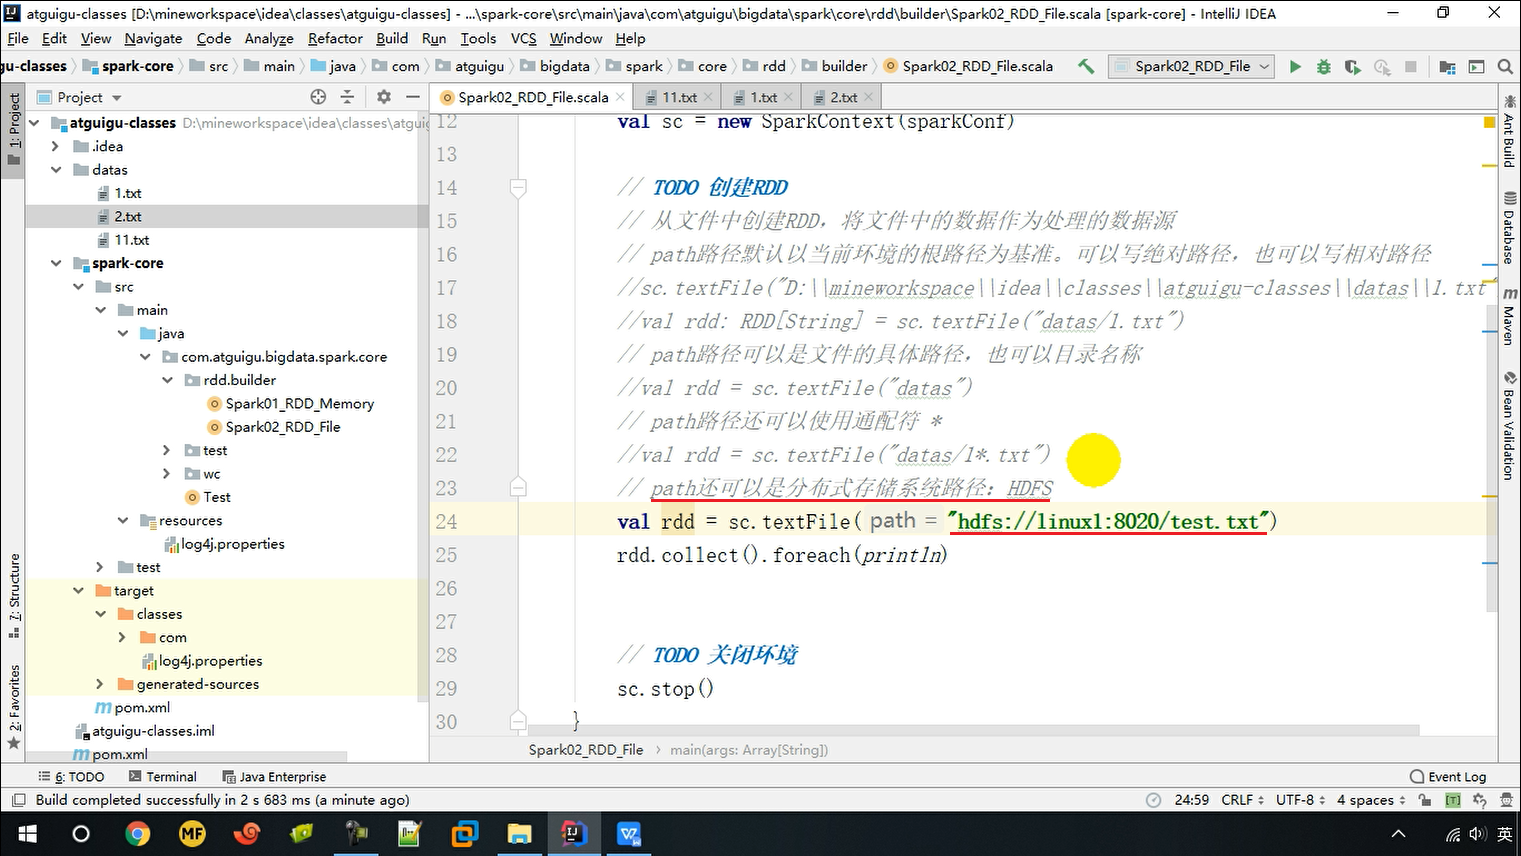 atguigu-classes [D:\mineworkspace\idea\classes\atguigu-classes] - ...\spark-core\src\main\java\com\atguigu\bigdata\spark\core\rdd\builder\Spark02_RDD_File.scala [spark-core] - IntelliJ IDEA
File Edit View Navigate Code Analyze Refactor Build Run Tools VCS Window Help
gu-classes spark-core src main java com atguigu bigdata spark core rdd builder Spark02_RDD_File.scala Spark02_RDD_File
Project
Spark02_RDD_File.scala 11.txt 1.txt 2.txt
1: Project
7: Structure
2: Favorites
atguigu-classes D:\mineworkspace\idea\classes\atguig
.idea
datas
1.txt
2.txt
11.txt
spark-core
src
main
java
com.atguigu.bigdata.spark.core
rdd.builder
Spark01_RDD_Memory
Spark02_RDD_File
test
wc
Test
resources
log4j.properties
test
target
classes
com
log4j.properties
generated-sources
pom.xml
atguigu-classes.iml
pom.xml
12 val sc = new SparkContext(sparkConf)
13
14 // TODO 创建RDD
15 // 从文件中创建RDD，将文件中的数据作为处理的数据源
16 // path路径默认以当前环境的根路径为基准。可以写绝对路径，也可以写相对路径
17 //sc.textFile("D:\\mineworkspace\\idea\\classes\\atguigu-classes\\datas\\1.txt"
18 //val rdd: RDD[String] = sc.textFile("datas/1.txt")
19 // path路径可以是文件的具体路径，也可以目录名称
20 //val rdd = sc.textFile("datas")
21 // path路径还可以使用通配符 *
22 //val rdd = sc.textFile("datas/1*.txt")
23 // path还可以是分布式存储系统路径：HDFS
24 val rdd = sc.textFile( path = "hdfs://linux1:8020/test.txt")
25 rdd.collect().foreach(println)
26
27
28 // TODO 关闭环境
29 sc.stop()
30 }
Spark02_RDD_File main(args: Array[String])
Ant Build
Database
Maven
Bean Validation
6: TODO Terminal Java Enterprise Event Log
Build completed successfully in 2 s 683 ms (a minute ago) 24:59 CRLF UTF-8 4 spaces
英